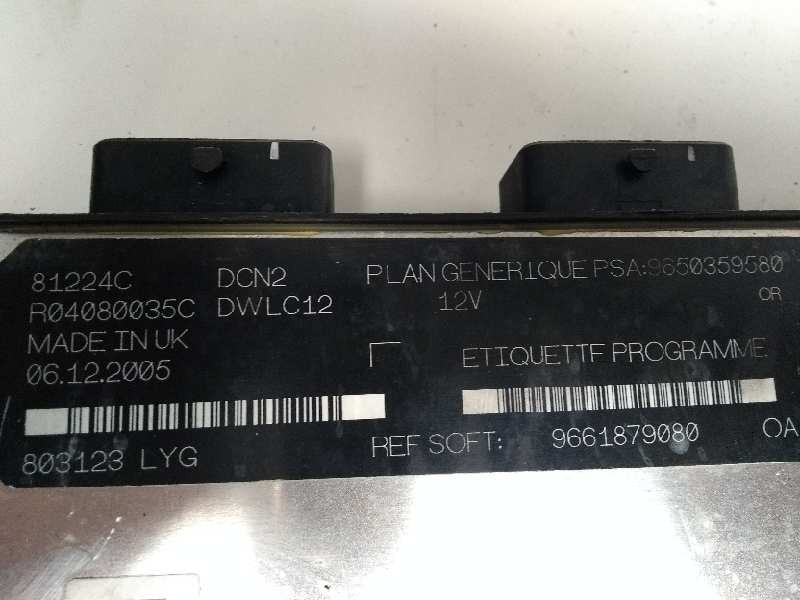 81224C DCN2 PLAN GENERIQUE PSA:9650359580
R04080035C DWLC12 12V OR
MADE IN UK
06.12.2005 ETIQUETTE PROGRAMME
803123 LYG REF SOFT: 9661879080 OA